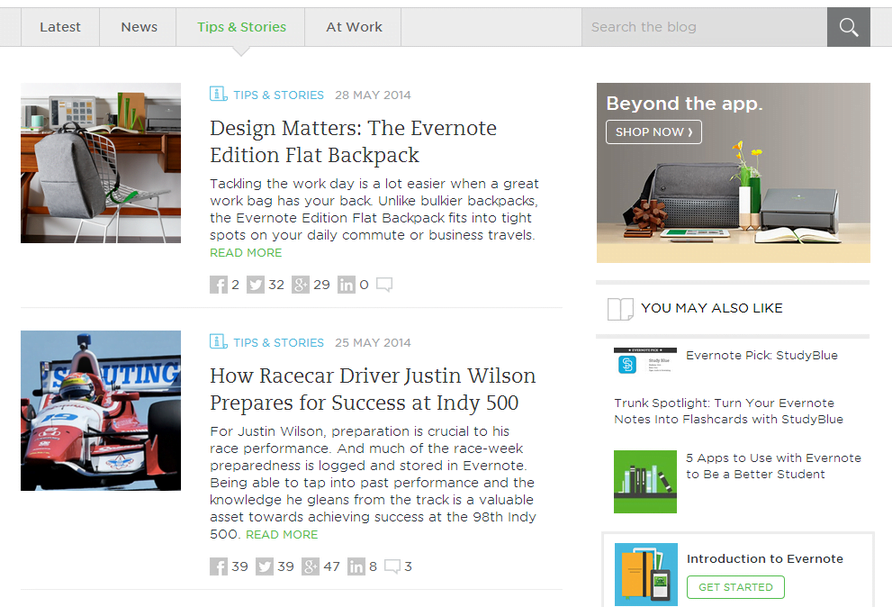 Latest
News
Tips & Stories
At Work
Search the blog
TIPS & STORIES 28 MAY 2014
Design Matters: The Evernote
Edition Flat Backpack
Tackling the work day is a lot easier when a great
work bag has your back. Unlike bulkier backpacks,
the Evernote Edition Flat Backpack fits into tight
spots on your daily commute or business travels.
READ MORE
2 32 29 0
TIPS & STORIES 25 MAY 2014
How Racecar Driver Justin Wilson
Prepares for Success at Indy 500
For Justin Wilson, preparation is crucial to his
race performance. And much of the race-week
preparedness is logged and stored in Evernote.
Being able to tap into past performance and the
knowledge he gleans from the track is a valuable
asset towards achieving success at the 98th Indy
500. READ MORE
39 39 47 8 3
Beyond the app.
SHOP NOW ❯
YOU MAY ALSO LIKE
Evernote Pick: StudyBlue
Trunk Spotlight: Turn Your Evernote
Notes Into Flashcards with StudyBlue
5 Apps to Use with Evernote
to Be a Better Student
Introduction to Evernote
GET STARTED